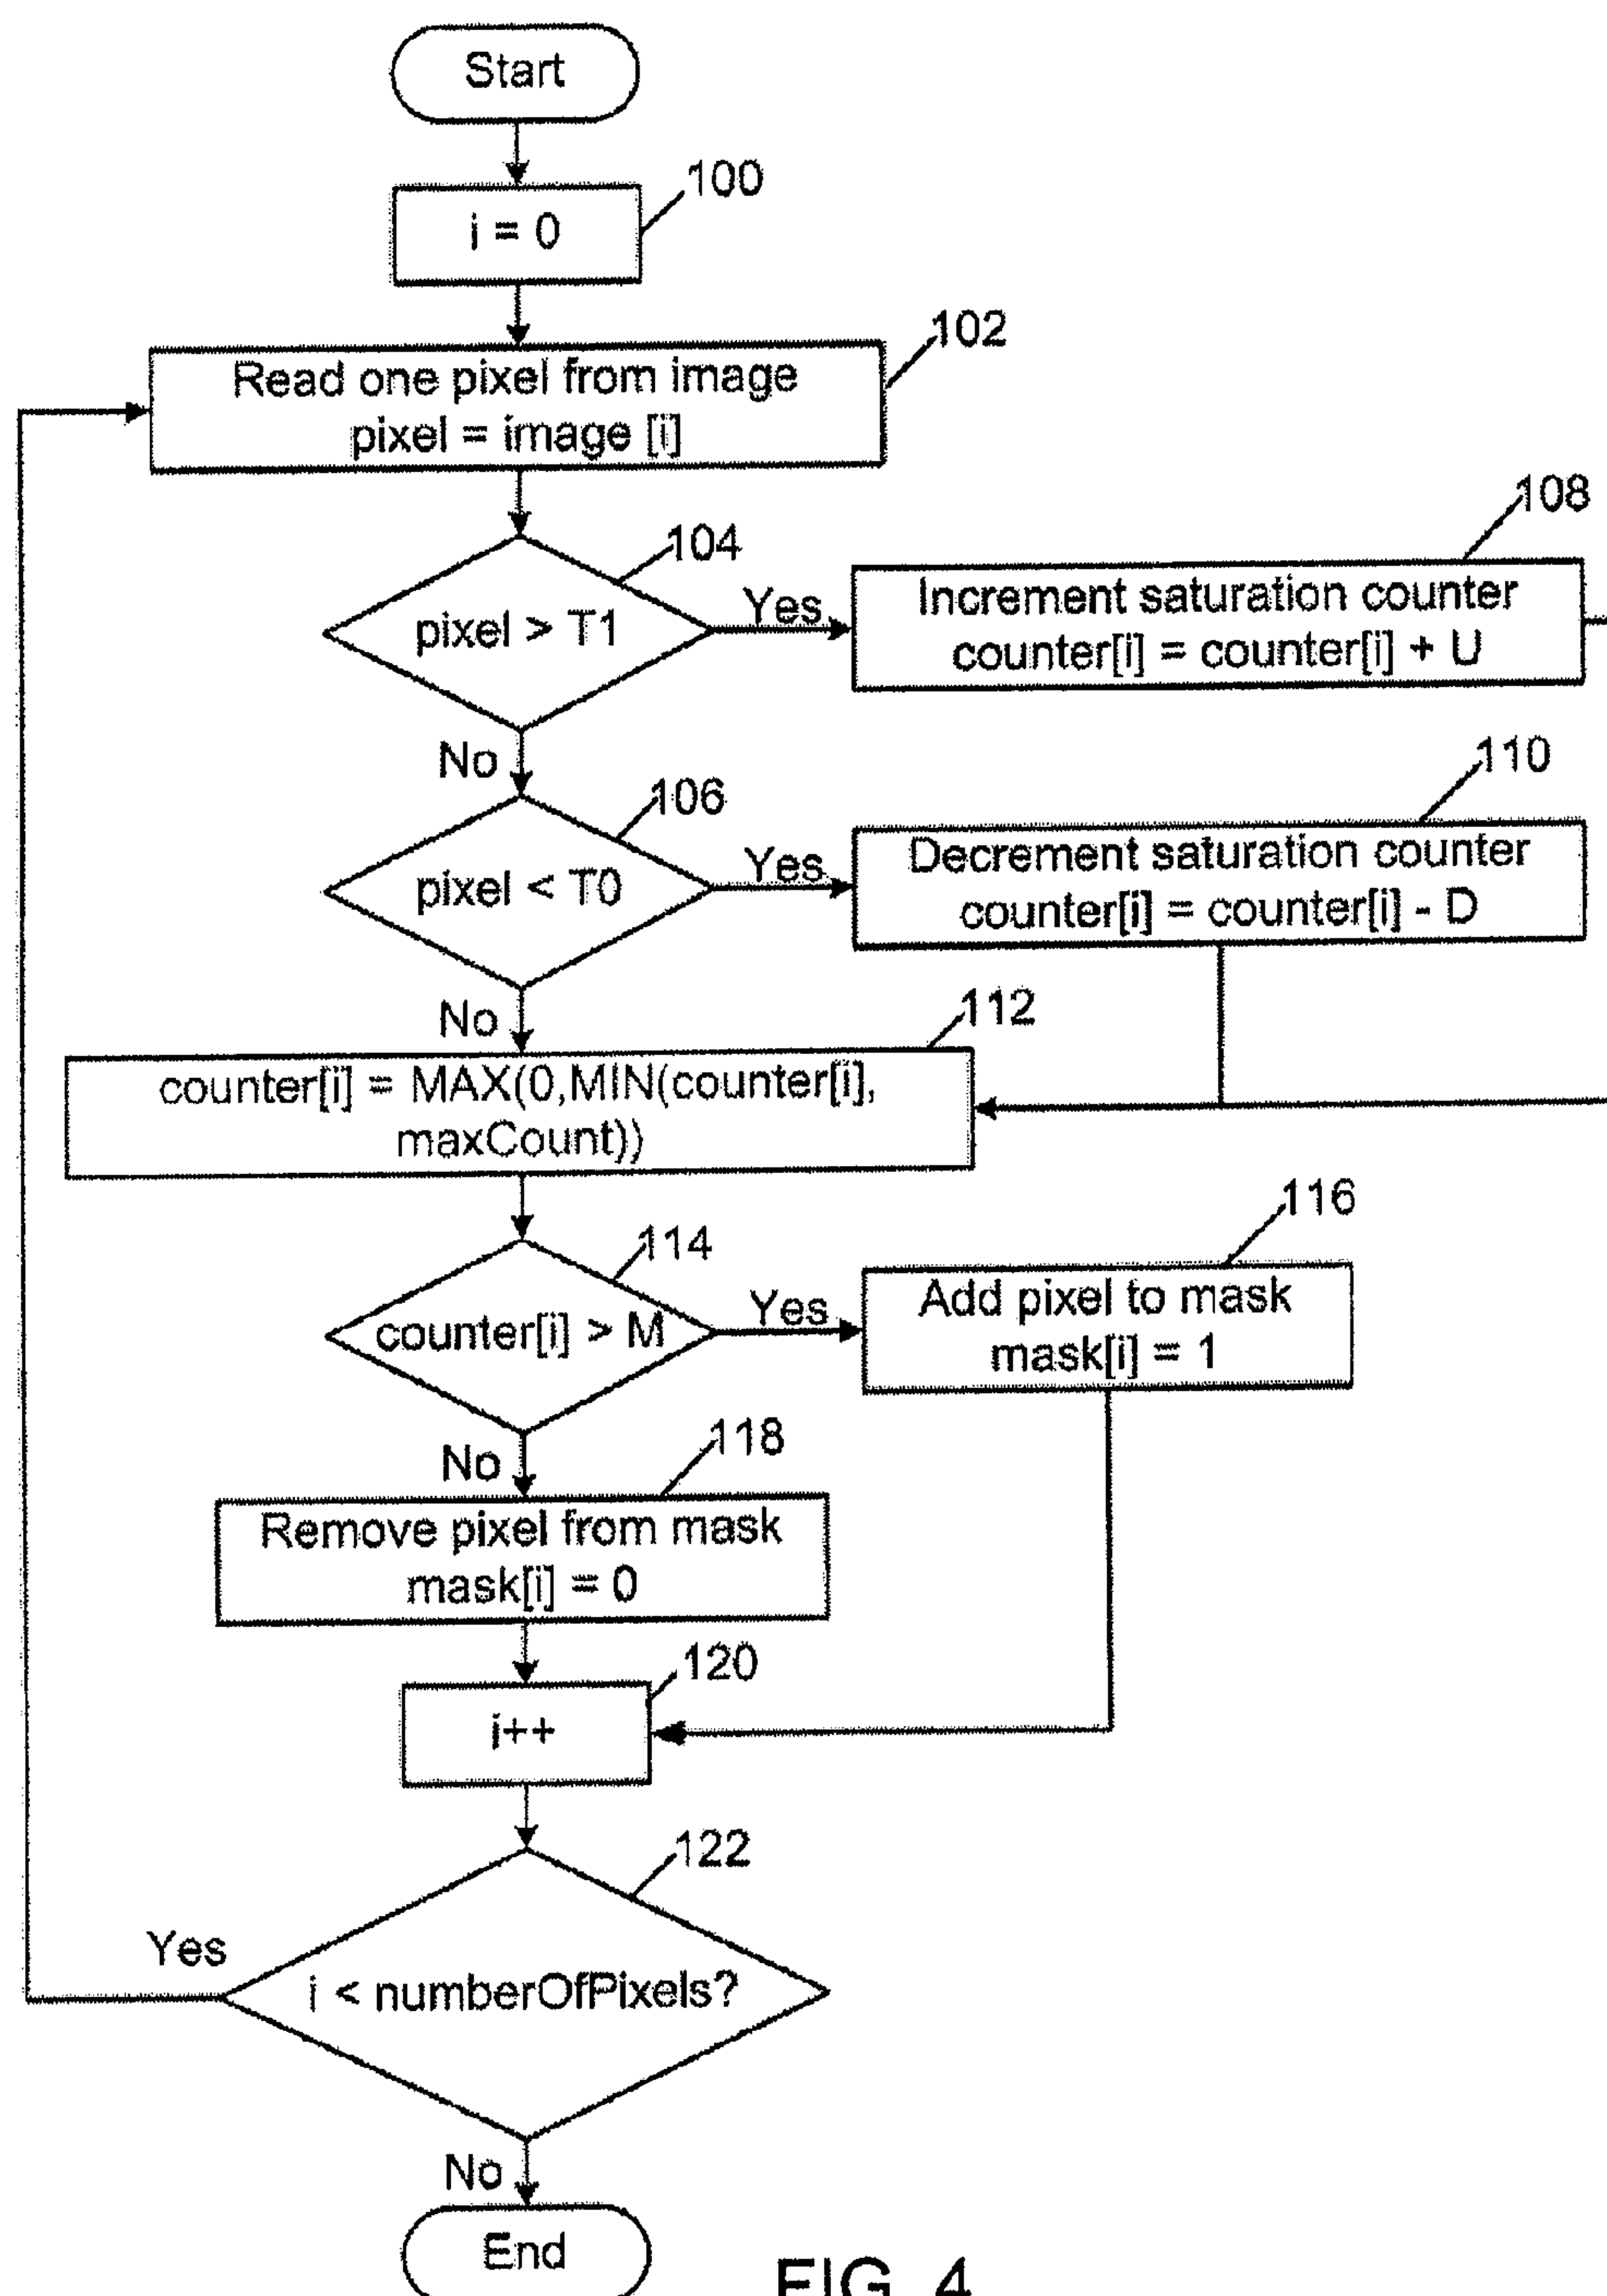 Start
100
i = 0
102
Read one pixel from image
pixel = image [i]
104
108
pixel > T1
Yes
Increment saturation counter
counter[i] = counter[i] + U
No
106
110
pixel < T0
Yes
Decrement saturation counter
counter[i] = counter[i] - D
No
112
counter[i] = MAX(0,MIN(counter[i],
maxCount))
114
116
counter[i] > M
Yes
Add pixel to mask
mask[i] = 1
No
118
Remove pixel from mask
mask[i] = 0
120
i++
122
Yes
i < numberOfPixels?
No
End
FIG. 4